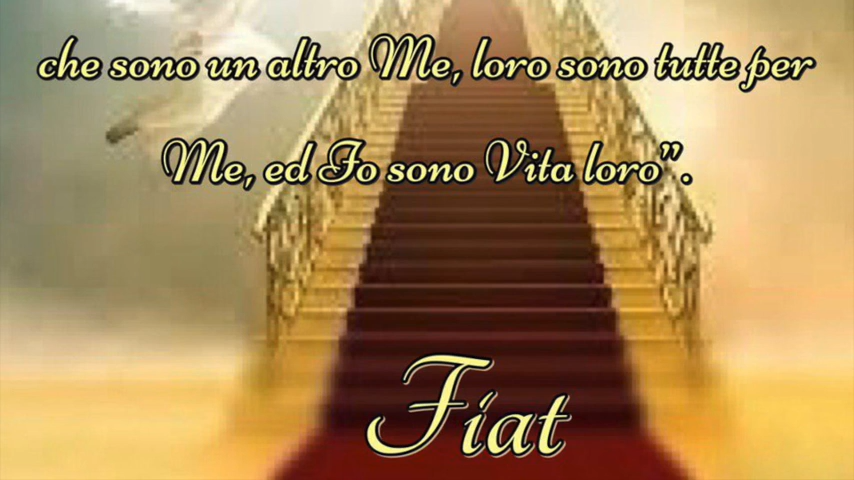 che sono un altro Me, loro sono tutte per
Me, ed Io sono Vita loro”.
Fiat